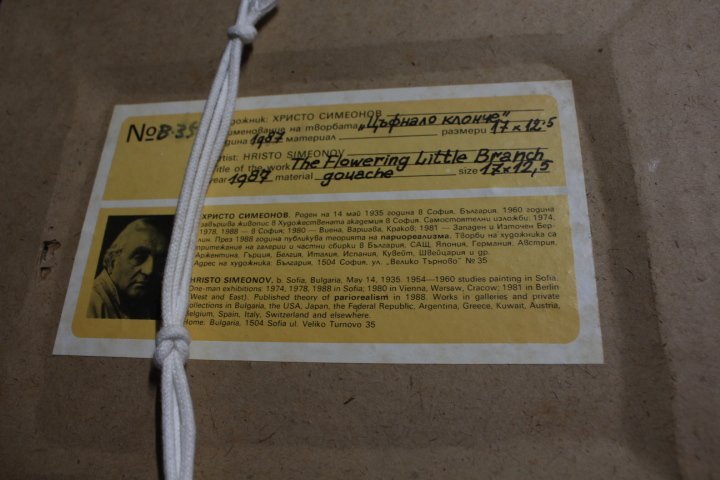 № В-35
художник: ХРИСТО СИМЕОНОВ
именование на творбата „Цъфнало клонче"
година 1987 материал размери 17 x 12.5
artist: HRISTO SIMEONOV
title of the work The Flowering Little Branch
year 1987 material gouache size 17x12,5
ХРИСТО СИМЕОНОВ. Роден на 14 май 1935 година в София, България. 1960 година
завършва живопис в Художествената академия в София. Самостоятелни изложби: 1974,
1978, 1988 — в София; 1980 — Виена, Варшава, Краков; 1981 — Западен и Източен Бер-
лин. През 1988 година публикува теорията на париореализма. Творби на художника са
притежание на галерии и частни сбирки в България, САЩ, Япония, Германия, Австрия,
Аржентина, Гърция, Белгия, Италия, Испания, Кувейт, Швейцария и др.
Адрес на художника: България, 1504 София, ул. „Велико Търново" № 35
HRISTO SIMEONOV, b. Sofia, Bulgaria, May 14, 1935. 1954—1960 studies painting in Sofia.
One-man exhibitions: 1974, 1978, 1988 in Sofia; 1980 in Vienna, Warsaw, Cracow; 1981 in Berlin
(West and East). Published theory of pariorealism in 1988. Works in galleries and private
collections in Bulgaria, the USA, Japan, the Federal Republic, Argentina, Greece, Kuwait, Austria,
Belgium, Spain, Italy, Switzerland and elsewhere.
Home: Bulgaria, 1504 Sofia ul. Veliko Turnovo 35